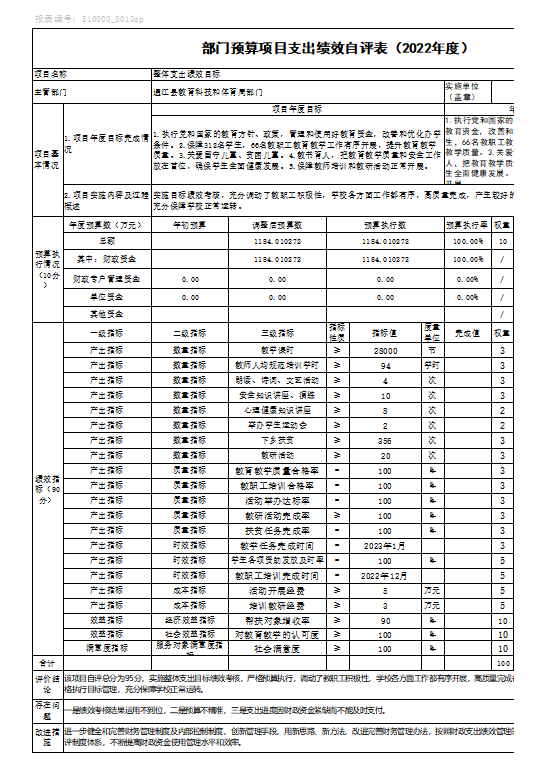 报表编号：510000_0013sp
部门预算项目支出绩效自评表（2022年度）
项目名称 整体支出绩效目标
主管部门 通江县教育科技和体育局部门 实施单位（盖章）
项目基本情况 项目年度目标
1.项目年度目标完成情况
1.执行党和国家的教育方针、政策，管理和使用好教育资金，改善和优化办学
条件。2.保障312名学生，66名教职工教育教学工作有序开展，提升教育教学
质量。3.关爱留守儿童、贫困儿童。4.教书育人，把教育教学质量和安全工作
放在首位，确保学生全面健康发展。5.保障教师培训和教研活动正常开展。
1.执行党和国家的
教育资金，改善和
生、66名教职工教
教学质量。3.关爱
人、把教育教学质
生全面健康发展。
2.项目实施内容及过程概述
实施目标绩效考核，充分调动了教职工积极性，学校各方面工作都有序，高质量完成，产生较好的
充分保障学校正常运转。
预算执行情况（10分）
年度预算数（万元） 年初预算 调整后预算数 预算执行数 预算执行率 权重
总额 1184.010272 1184.010272 100.00% 10
其中：财政资金 1184.010272 1184.010272 100.00% /
财政专户管理资金 0.00 0.00 0.00 0.00% /
单位资金 0.00 0.00 0.00 0.00% /
其他资金 /
绩效指标（90分）
一级指标 二级指标 三级指标 指标性质 指标值 度量单位 完成值 权重
产出指标 数量指标 教学课时 ≥ 28000 节 3
产出指标 数量指标 教师人均规范培训学时 ≥ 94 学时 3
产出指标 数量指标 朗读、诗词、文艺活动 ≥ 4 次 3
产出指标 数量指标 安全知识讲座、演练 ≥ 10 次 3
产出指标 数量指标 心理健康知识讲座 ≥ 8 次 2
产出指标 数量指标 举办学生运动会 ≥ 2 次 2
产出指标 数量指标 下乡扶贫 ≥ 356 次 3
产出指标 数量指标 教研活动 ≥ 20 次 3
产出指标 质量指标 教育教学质量合格率 = 100 % 3
产出指标 质量指标 教职工培训合格率 = 100 % 3
产出指标 质量指标 活动举办达标率 = 100 % 3
产出指标 质量指标 教研活动完成率 ≥ 100 % 3
产出指标 质量指标 扶贫任务完成率 = 100 % 3
产出指标 时效指标 教学任务完成时间 = 2023年1月 3
产出指标 时效指标 学生各项资助发放及时率 = 100 % 5
产出指标 时效指标 教职工培训完成时间 = 2022年12月 5
产出指标 成本指标 活动开展经费 ≥ 5 万元 5
产出指标 成本指标 培训教研经费 ≥ 3 万元 5
效益指标 经济效益指标 帮扶对象增收率 ≥ 90 % 10
效益指标 社会效益指标 对教育教学的认可度 ≥ 100 % 10
满意度指标 服务对象满意度指标 社会满意度 ≥ 100 % 10
合计 100
评价结论
该项目自评总分为95分，实施整体支出目标绩效考核，严格预算执行，调动了教职工积极性，学校各方面工作都有序开展，高质量完成
格执行目标管理，充分保障学校正常运转。
存在问题
一是绩效考核结果运用不到位，二是预算不精准，三是支出进度因财政资金紧缺而不能及时支付。
改进措施
进一步健全和完善财务管理制度及内部控制制度，创新管理手段，用新思路、新方法，改进完善财务管理办法，按照财政支出绩效管理的
评制度体系，不断提高财政资金使用管理水平和效率。